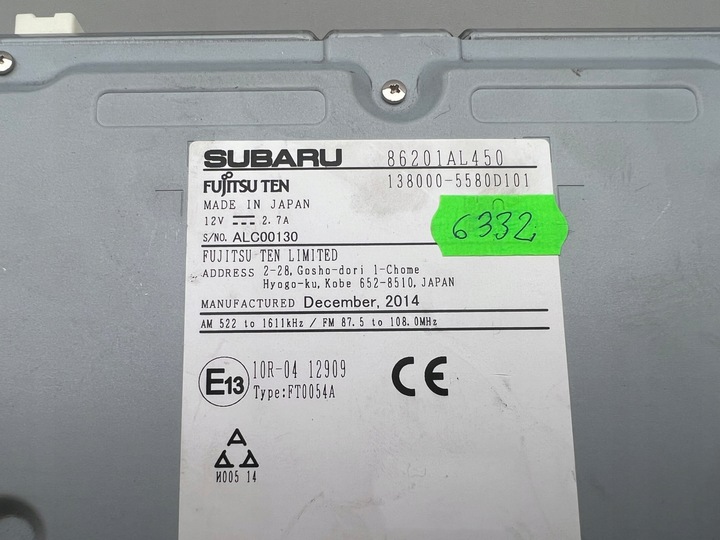 SUBARU 86201AL450
FUJITSU TEN 138000-5580D101
MADE IN JAPAN
12V 2.7A
S/NO. ALC00130
6332
FUJITSU TEN LIMITED
ADDRESS 2-28, Gosho-dori 1-Chome
Hyogo-ku, Kobe 652-8510, JAPAN
MANUFACTURED December, 2014
AM 522 to 1611kHz / FM 87.5 to 108.0MHz
E13 10R-04 12909
Type:FT0054A
CE
И005 14